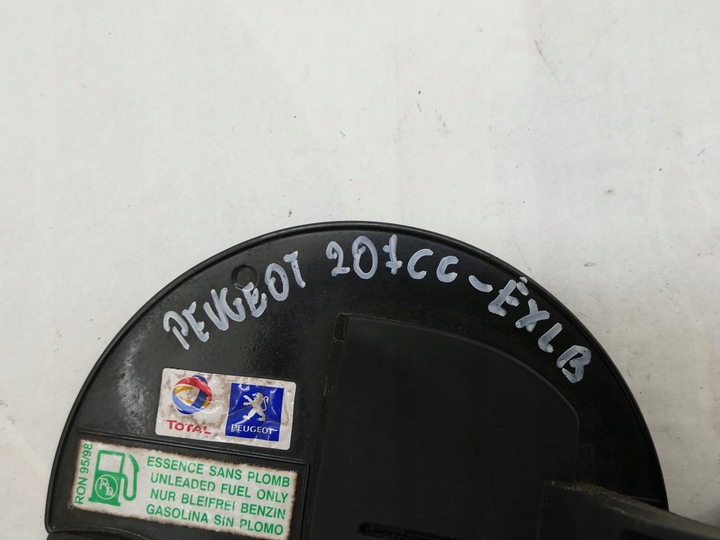 PEUGEOT 207CC-EXLB
TOTAL
PEUGEOT
RON 95/98
ESSENCE SANS PLOMB
UNLEADED FUEL ONLY
NUR BLEIFREI BENZIN
GASOLINA SIN PLOMO